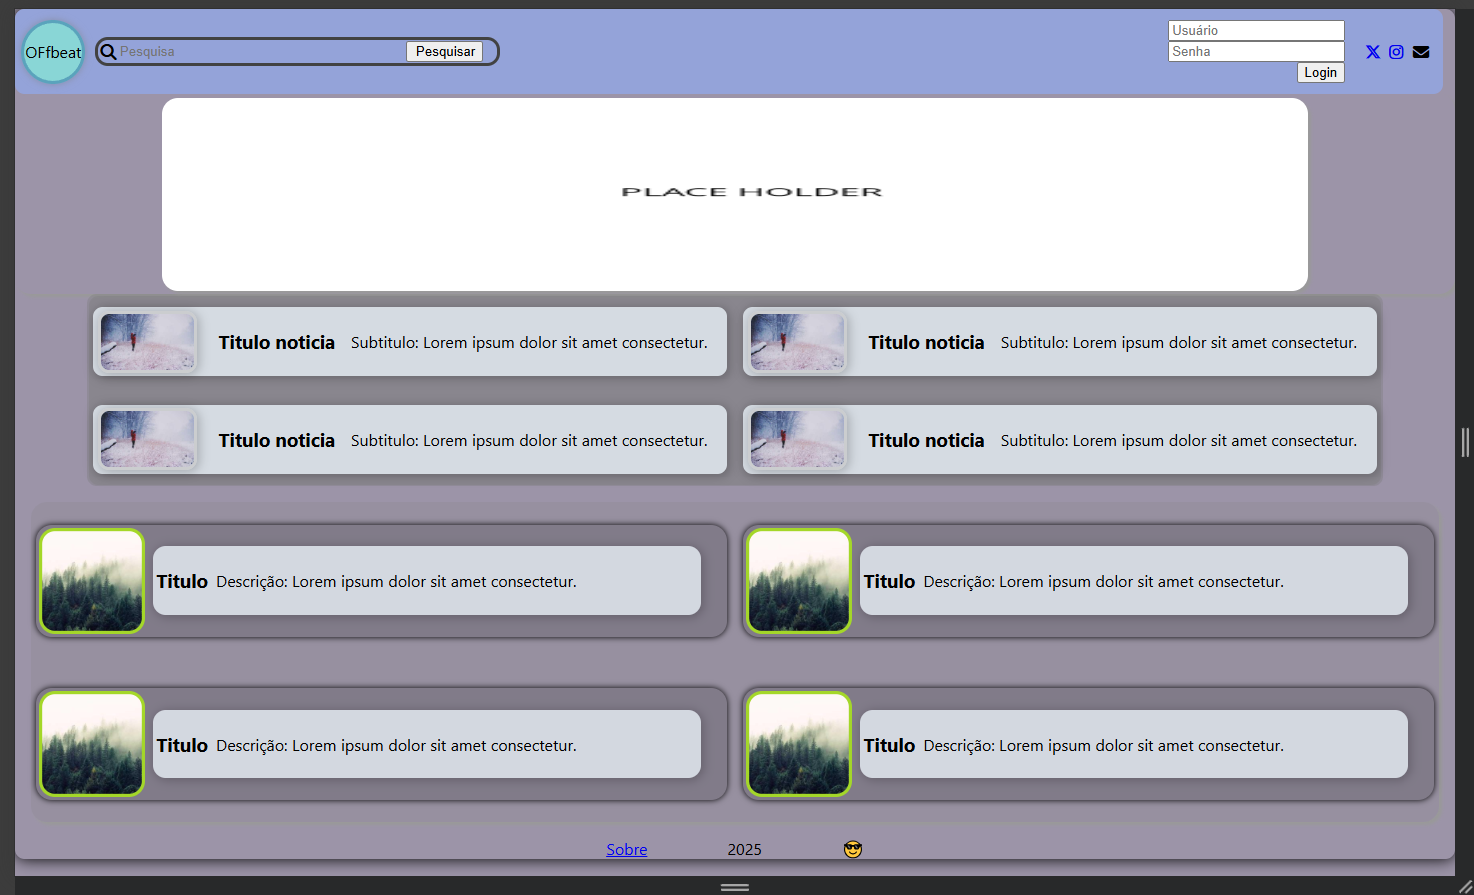 OFfbeat
Pesquisa Pesquisar
Usuário
Senha
Login
PLACE HOLDER
Titulo noticia Subtitulo: Lorem ipsum dolor sit amet consectetur.
Titulo noticia Subtitulo: Lorem ipsum dolor sit amet consectetur.
Titulo noticia Subtitulo: Lorem ipsum dolor sit amet consectetur.
Titulo noticia Subtitulo: Lorem ipsum dolor sit amet consectetur.
Titulo Descrição: Lorem ipsum dolor sit amet consectetur.
Titulo Descrição: Lorem ipsum dolor sit amet consectetur.
Titulo Descrição: Lorem ipsum dolor sit amet consectetur.
Titulo Descrição: Lorem ipsum dolor sit amet consectetur.
Sobre 2025 😎